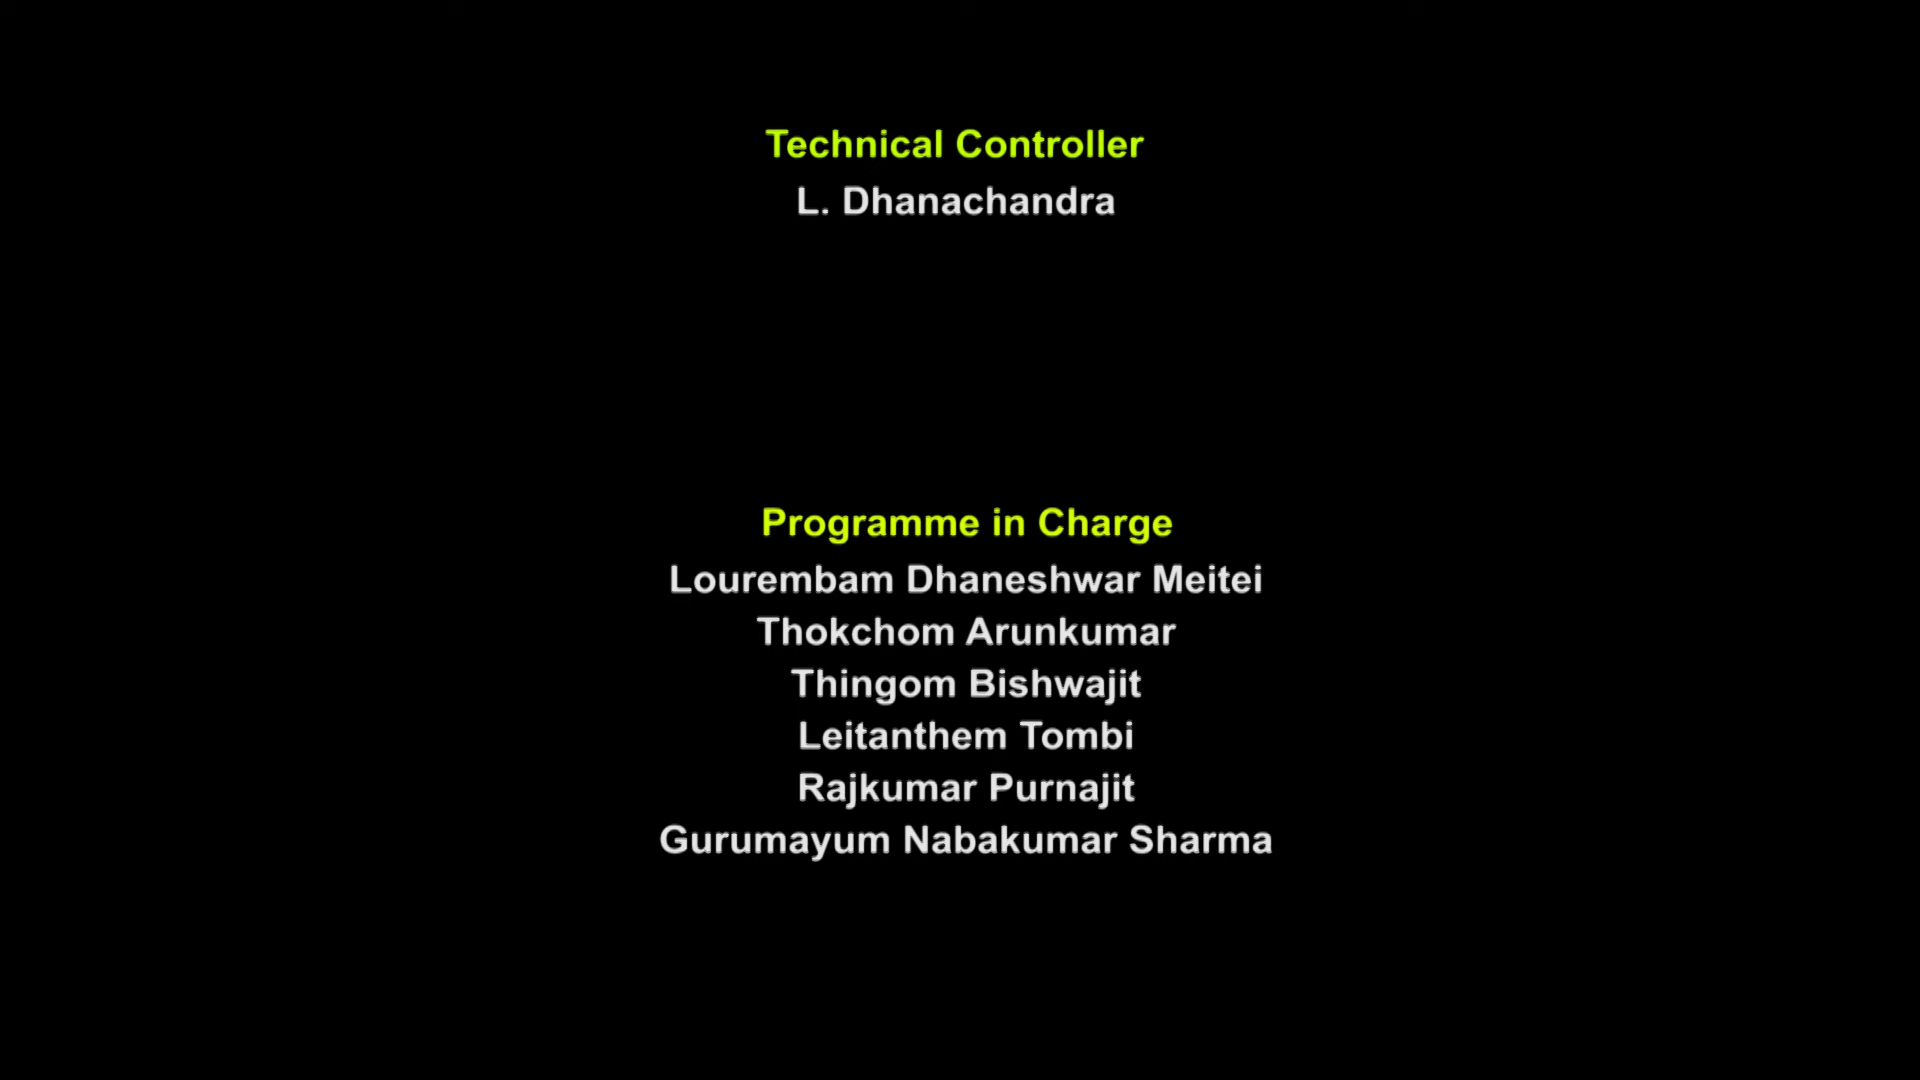 Technical Controller
L. Dhanachandra
Programme in Charge
Lourembam Dhaneshwar Meitei
Thokchom Arunkumar
Thingom Bishwajit
Leitanthem Tombi
Rajkumar Purnajit
Gurumayum Nabakumar Sharma